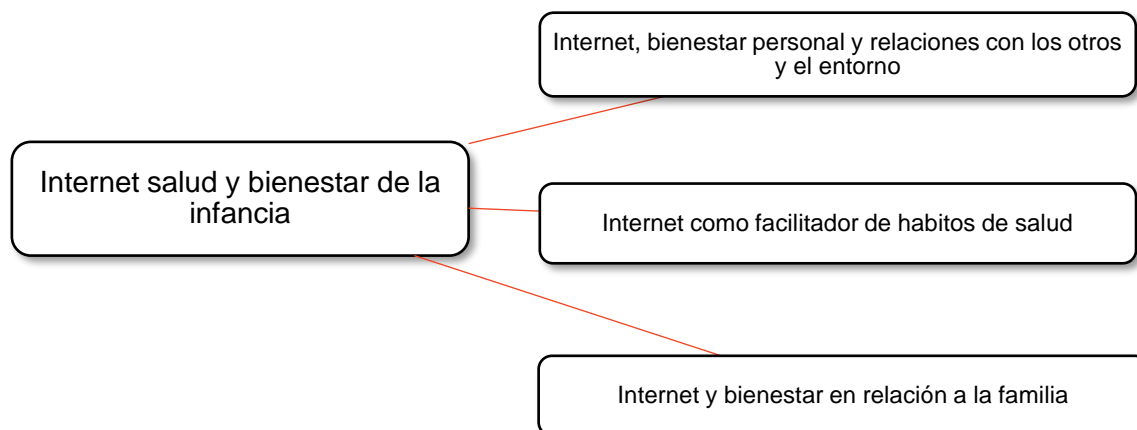 Internet, bienestar personal y relaciones con los otros
y el entorno
Internet salud y bienestar de la
infancia
Internet como facilitador de habitos de salud
Internet y bienestar en relación a la familia